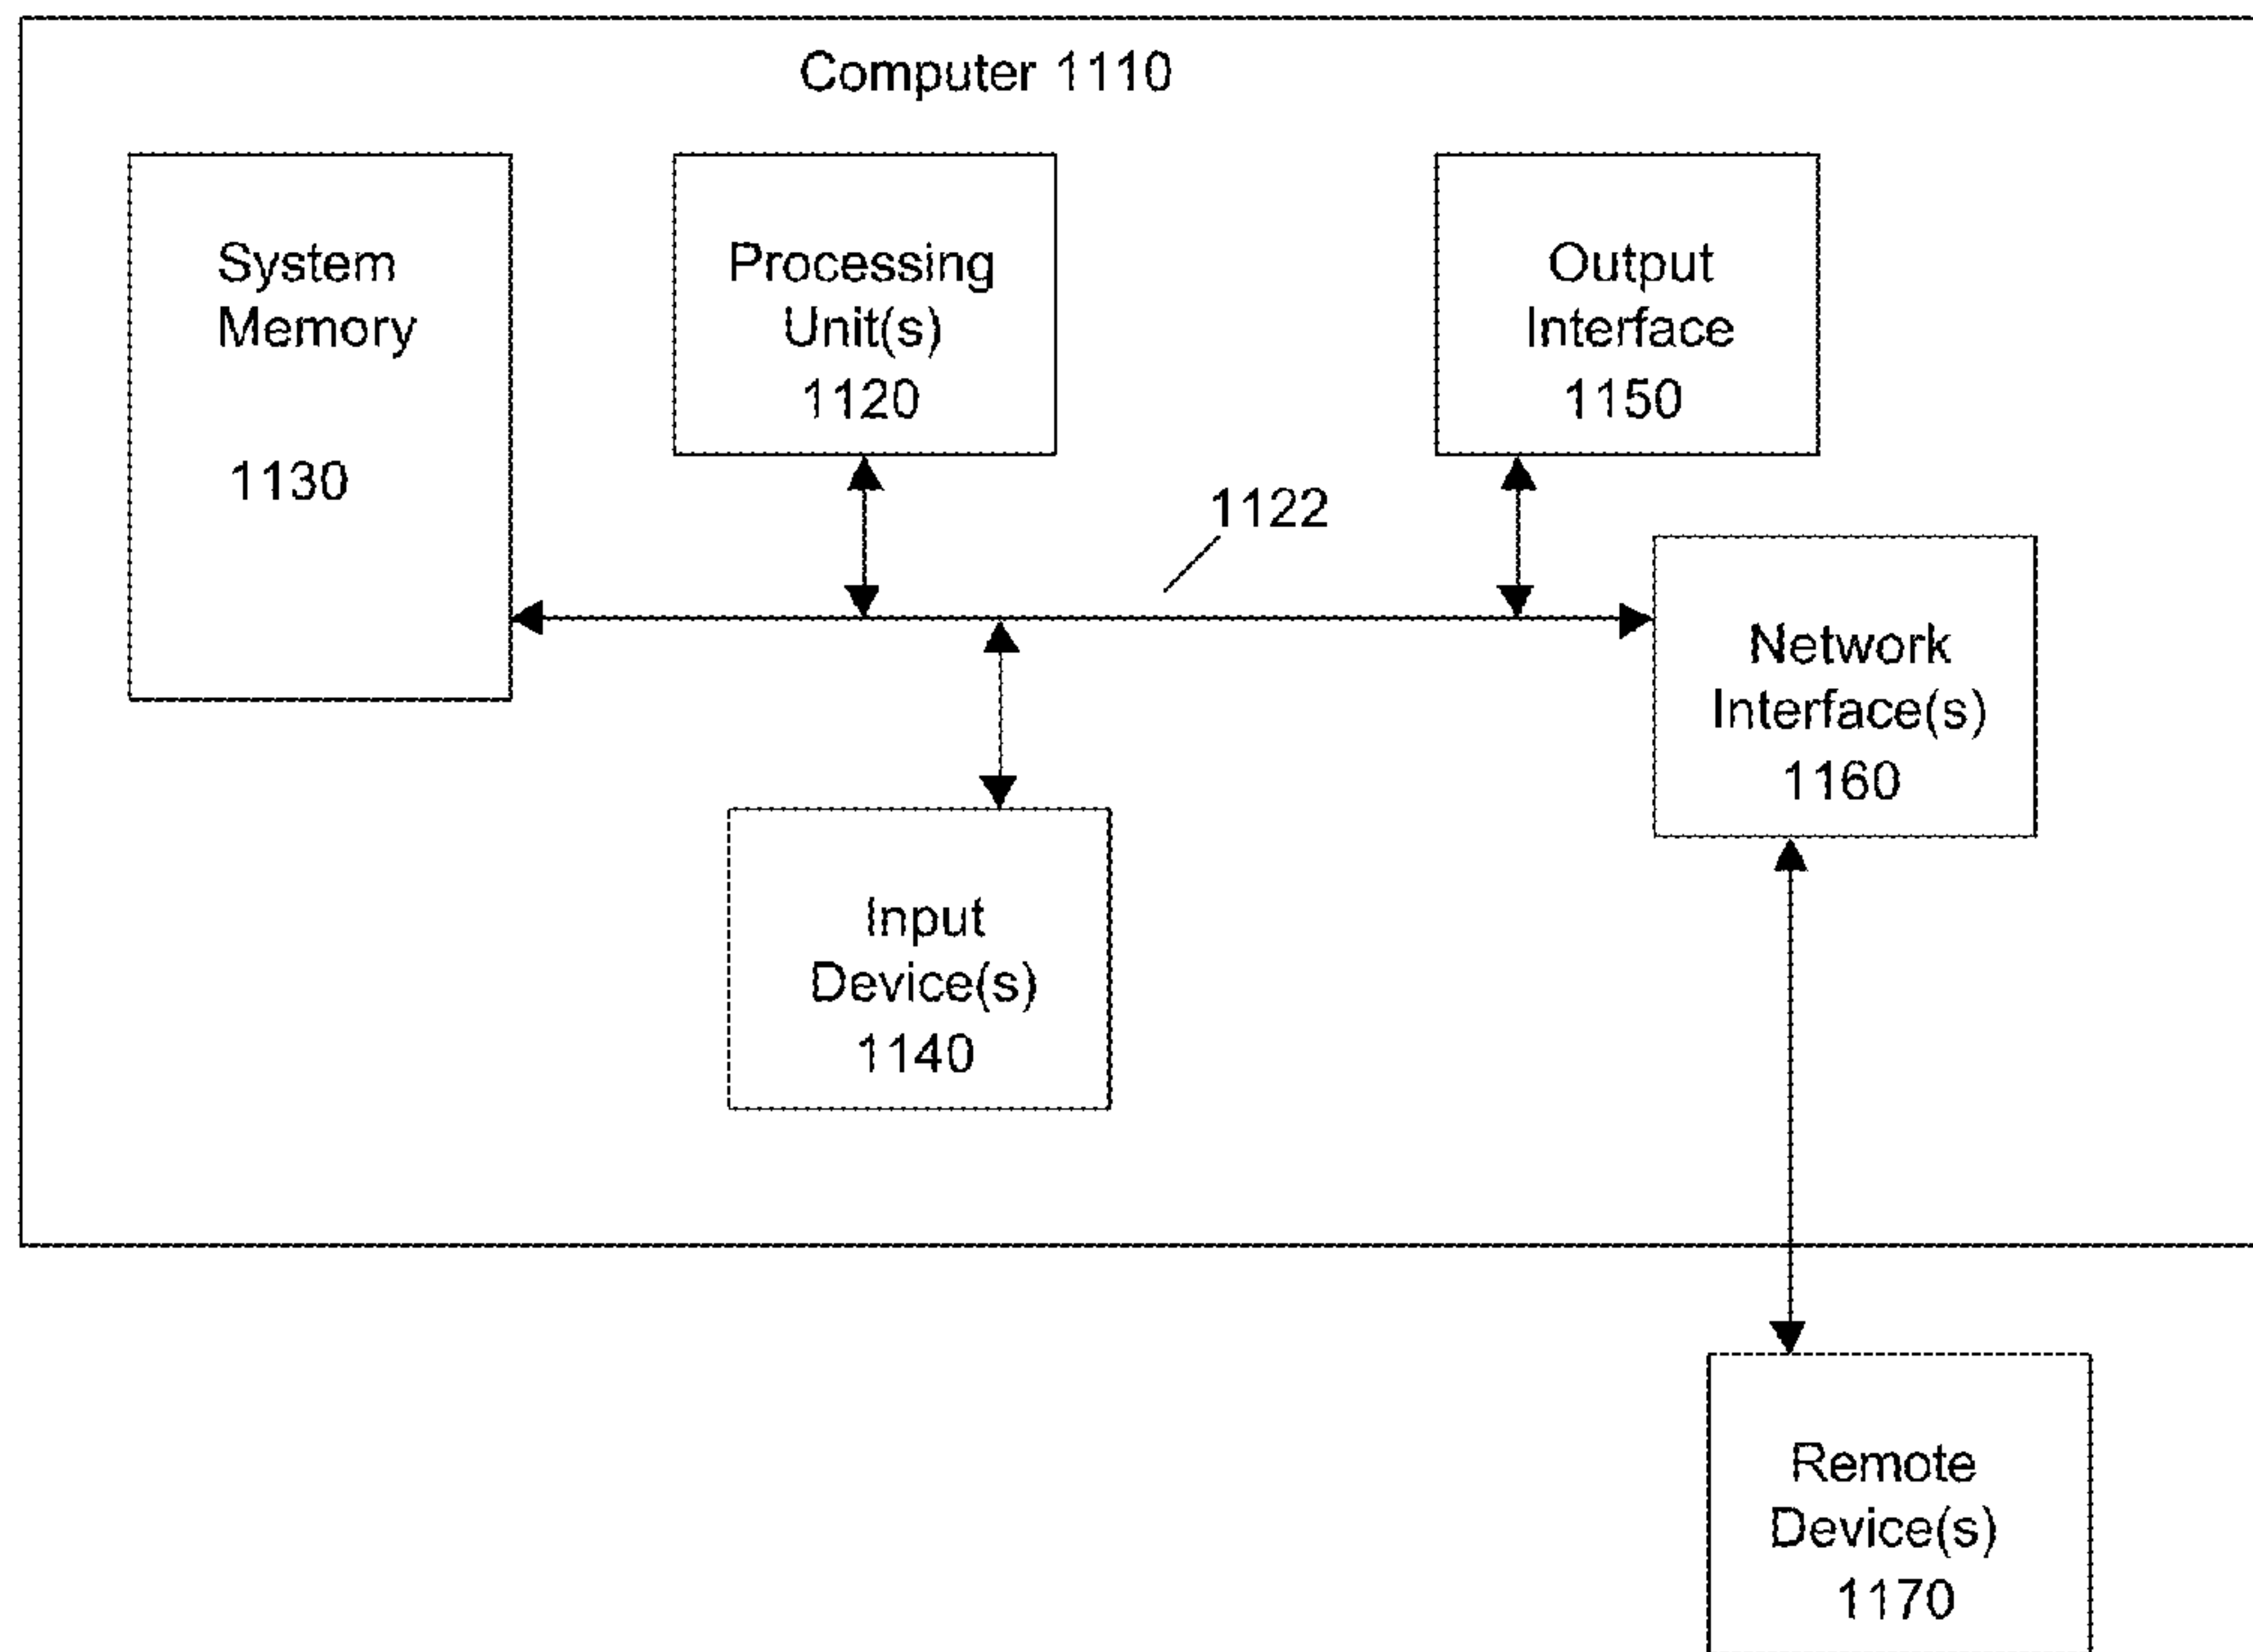 Computer 1110
System
Memory
1130
Processing
Unit(s)
1120
Output
Interface
1150
1122
Network
Interface(s)
1160
Input
Device(s)
1140
Remote
Device(s)
1170